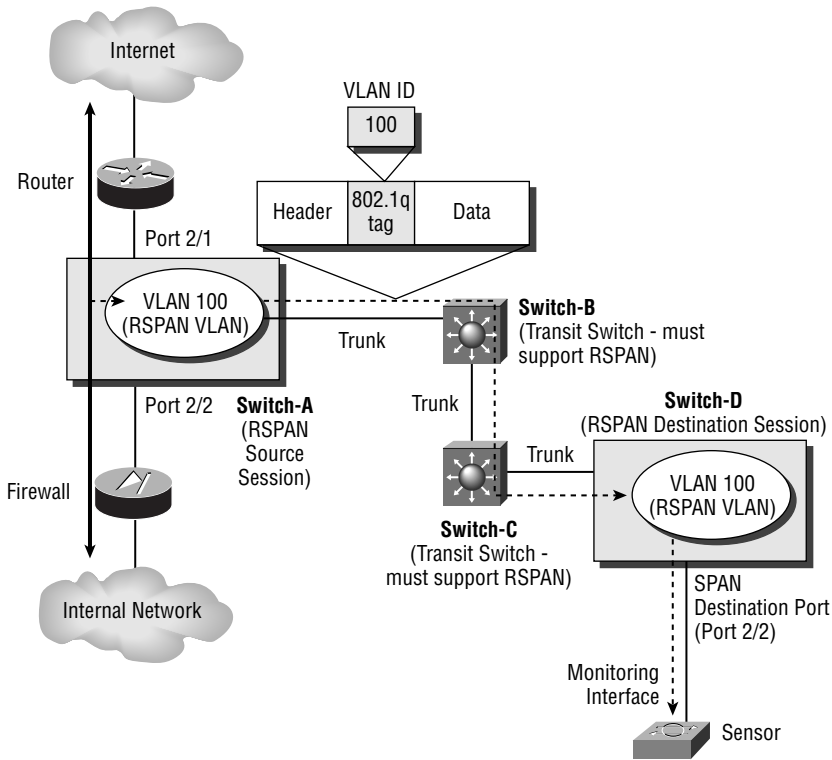 Internet
VLAN ID
100
Router
Header
802.1q
tag
Data
Port 2/1
VLAN 100
(RSPAN VLAN)
Trunk
Switch-B
(Transit Switch - must
support RSPAN)
Port 2/2
Switch-A
(RSPAN
Source
Session)
Trunk
Switch-D
(RSPAN Destination Session)
Firewall
Trunk
VLAN 100
(RSPAN VLAN)
Switch-C
(Transit Switch -
must support RSPAN)
Internal Network
SPAN
Destination Port
(Port 2/2)
Monitoring
Interface
Sensor